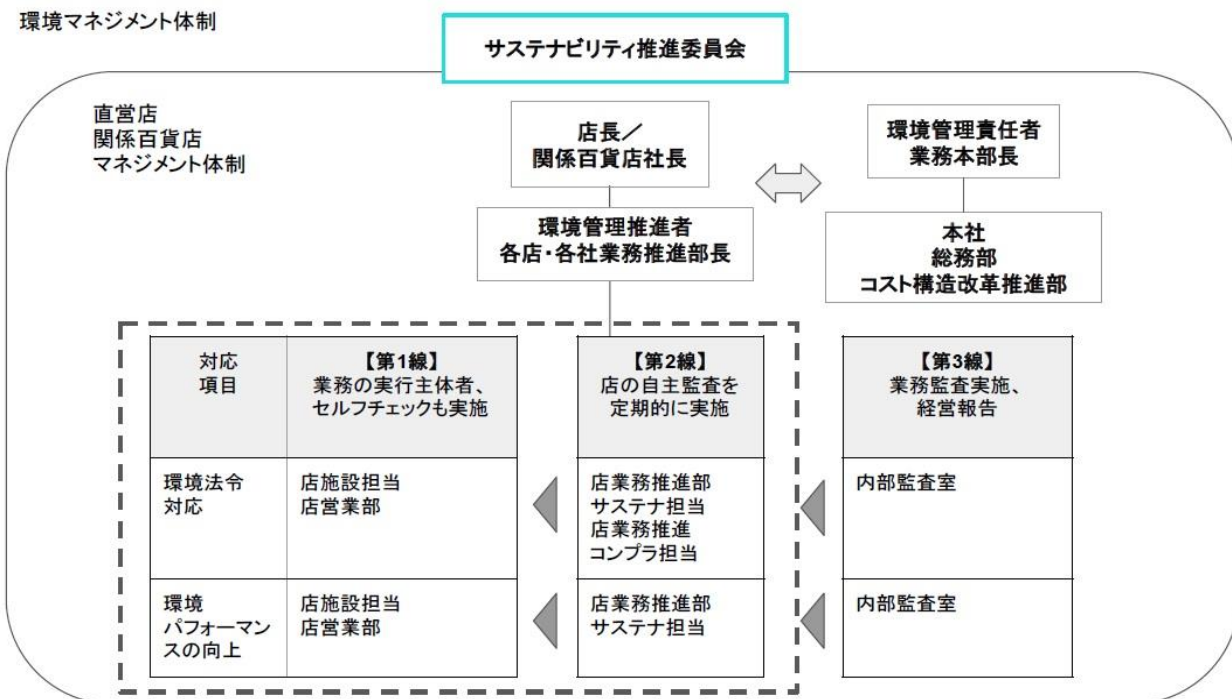 環境マネジメント体制
サステナビリティ推進委員会
直営店
関係百貨店
マネジメント体制
店長／
関係百貨店社長
環境管理責任者
業務本部長
環境管理推進者
各店・各社業務推進部長
本社
総務部
コスト構造改革推進部
対応
項目
【第1線】
業務の実行主体者、
セルフチェックも実施
【第2線】
店の自主監査を
定期的に実施
【第3線】
業務監査実施、
経営報告
環境法令
対応
店施設担当
店営業部
店業務推進部
サステナ担当
店業務推進
コンプラ担当
内部監査室
環境
パフォーマン
スの向上
店施設担当
店営業部
店業務推進部
サステナ担当
内部監査室